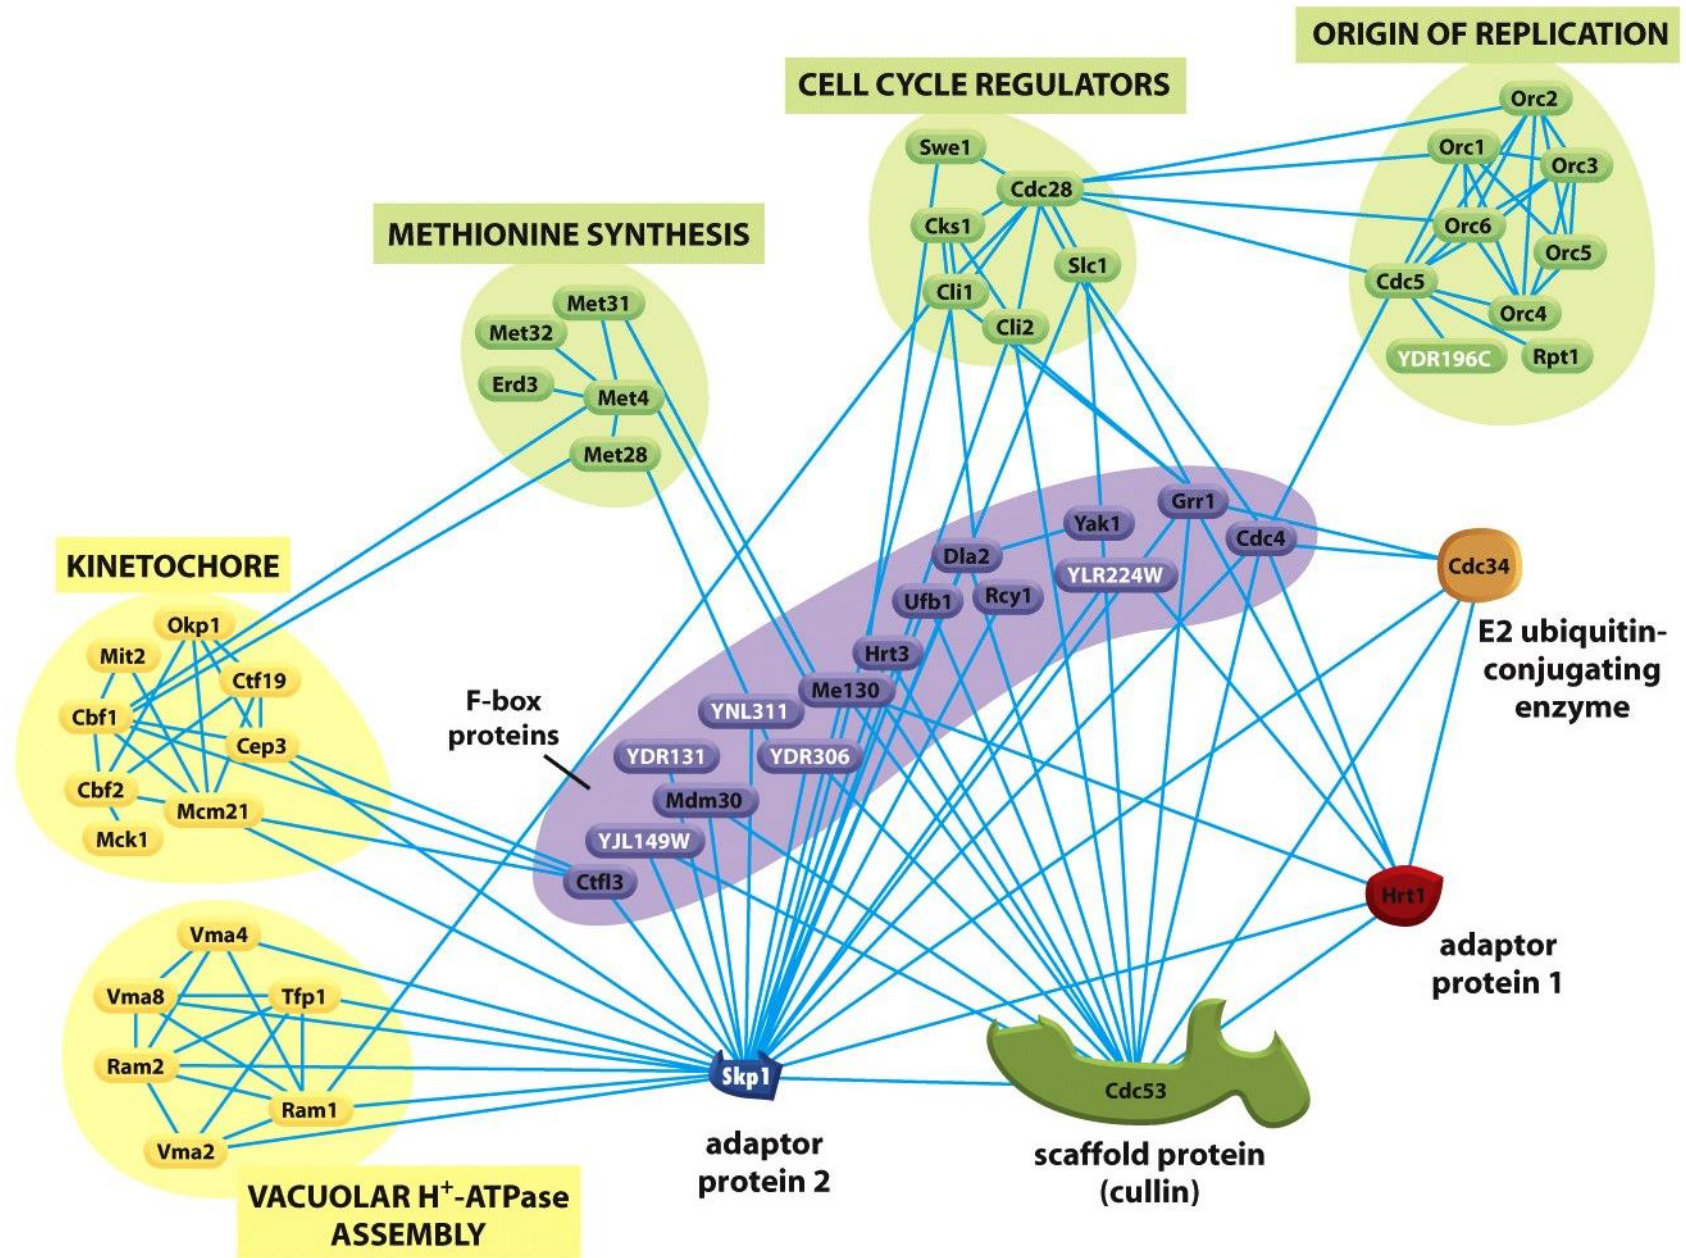 ORIGIN OF REPLICATION
CELL CYCLE REGULATORS
Orc2
Orc1
Orc3
Orc6
Orc5
Cdc5
Orc4
YDR196C
Rpt1
Swe1
Cdc28
Cks1
Slc1
Cli1
Cli2
METHIONINE SYNTHESIS
Met31
Met32
Erd3
Met4
Met28
KINETOCHORE
Okp1
Mit2
Ctf19
Cbf1
Cep3
Cbf2
Mcm21
Mck1
F-box
proteins
Grr1
Yak1
Cdc4
Dla2
YLR224W
Ufb1
Rcy1
Hrt3
Me130
YNL311
YDR131
YDR306
Mdm30
YJL149W
Ctfl3
Cdc34
E2 ubiquitin-
conjugating
enzyme
Hrt1
adaptor
protein 1
Vma4
Vma8
Tfp1
Ram2
Ram1
Vma2
VACUOLAR H+-ATPase
ASSEMBLY
Skp1
adaptor
protein 2
Cdc53
scaffold protein
(cullin)